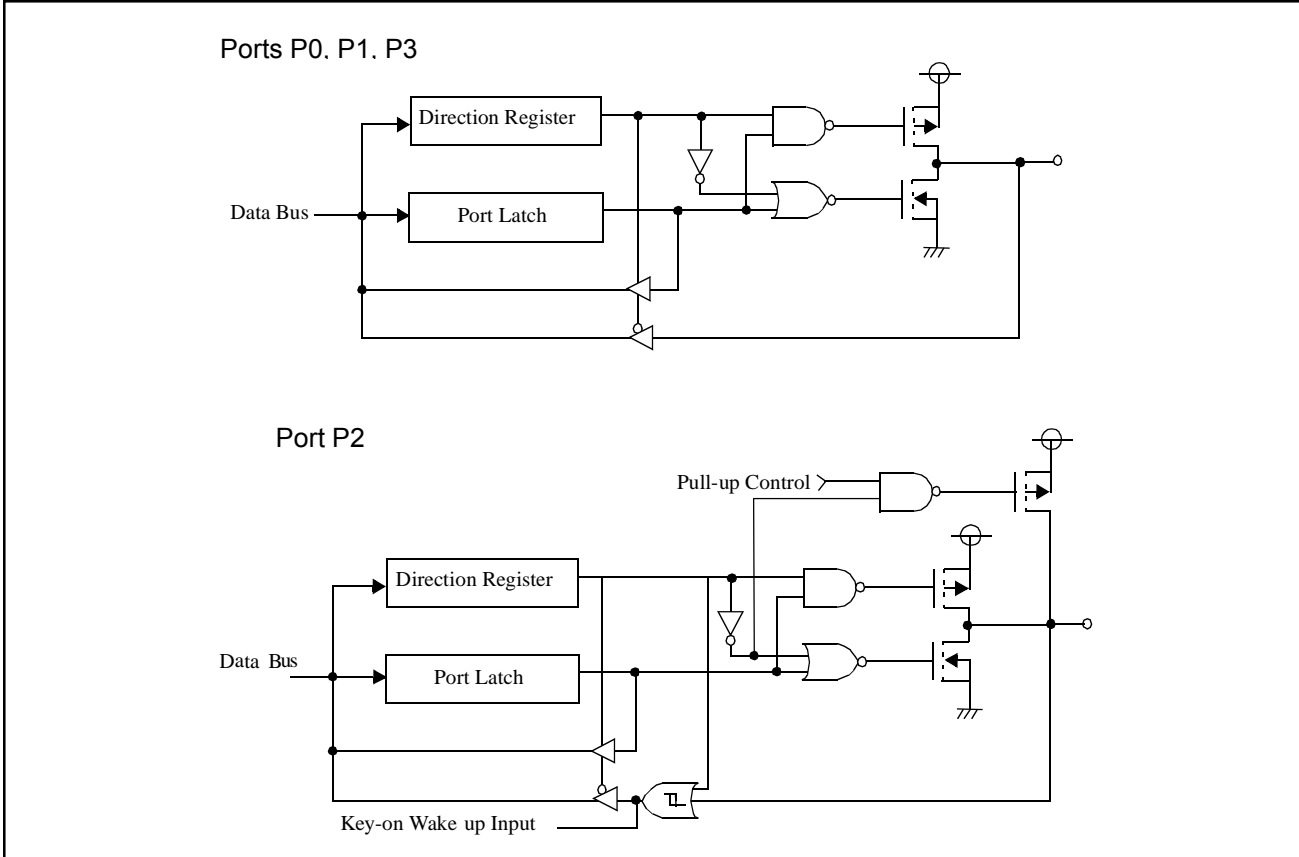 Ports P0, P1, P3
Direction Register
Data Bus
Port Latch
Port P2
Pull-up Control
Direction Register
Data Bus
Port Latch
Key-on Wake up Input